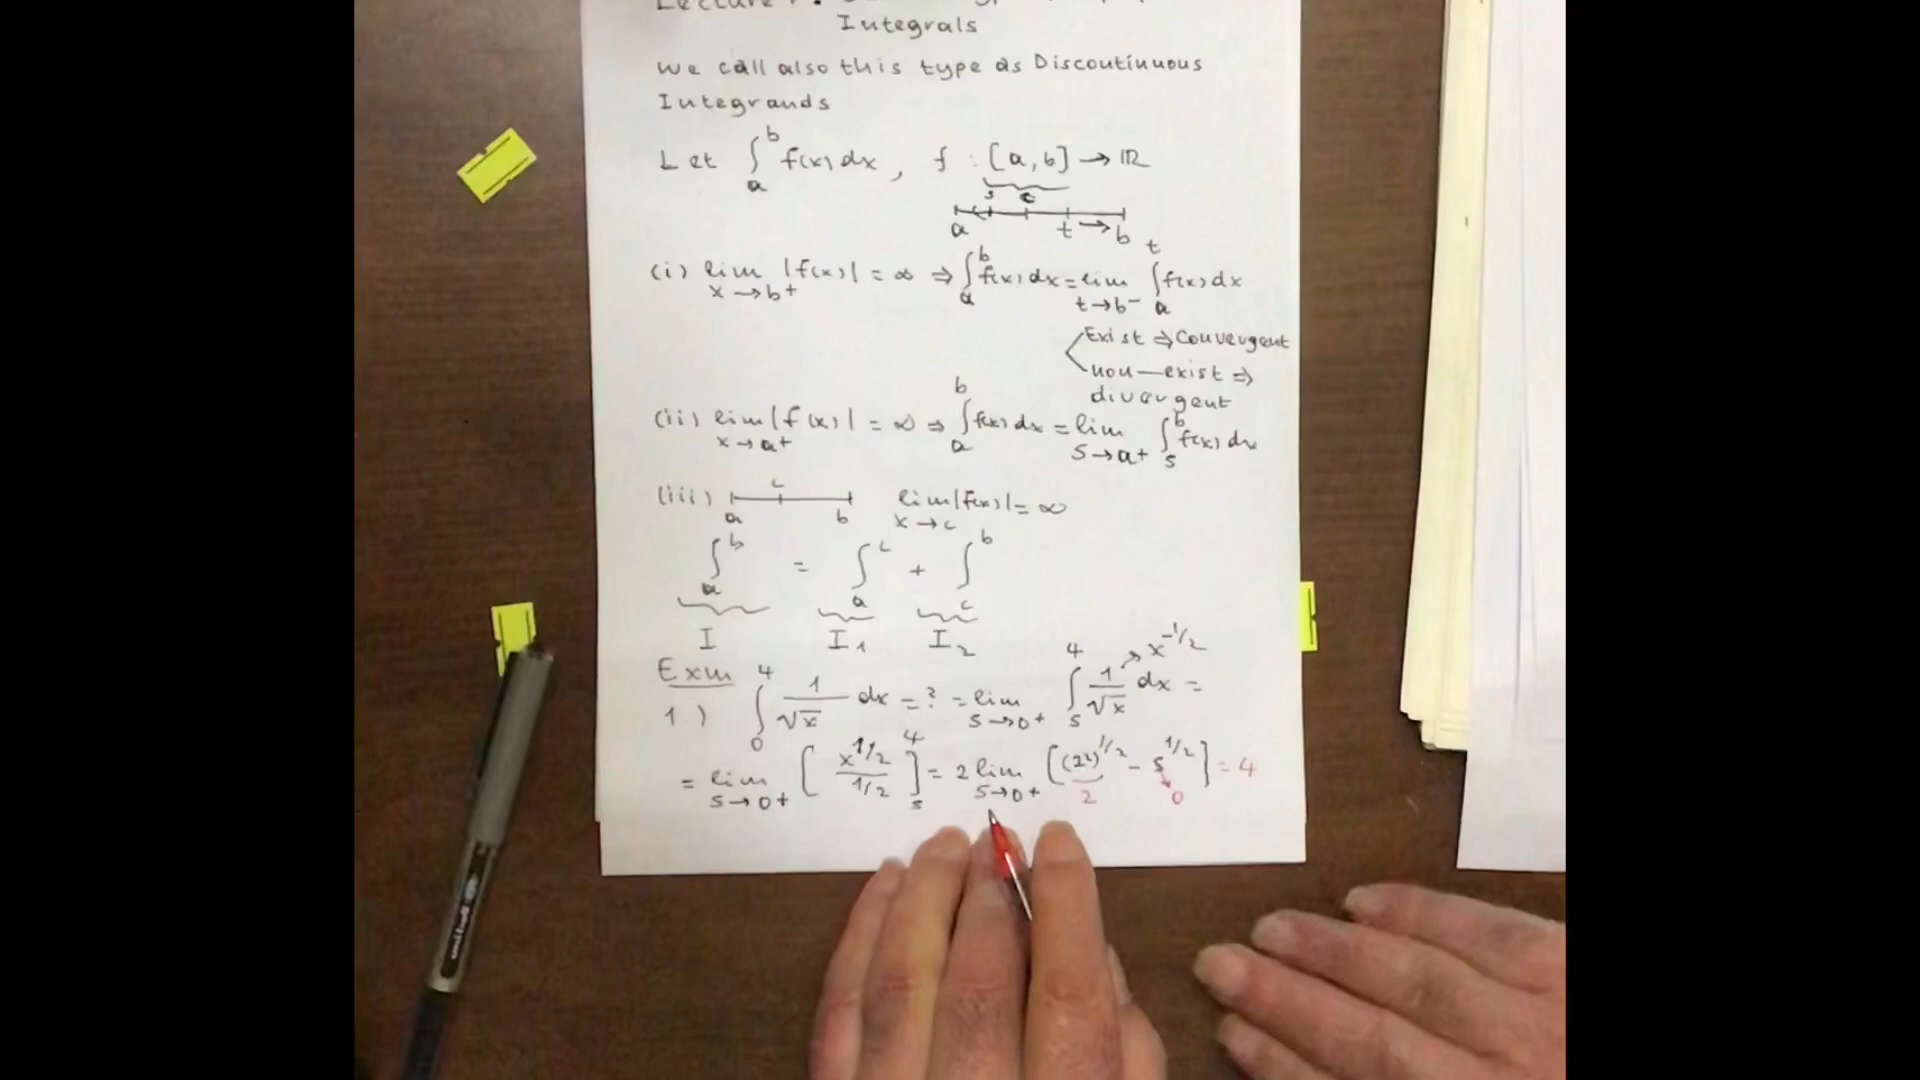 Integrals
we call also this type as Discontinuous
Integrands
Let ∫_a^b f(x) dx , f : [a, b] → IR
s c
a t → b
(i) lim_{x→b+} |f(x)| = ∞ ⇒ ∫_a^b f(x) dx = lim_{t→b-} ∫_a^t f(x) dx
Exist ⇒ Convergent
non-exist ⇒
divergent
(ii) lim_{x→a+} |f(x)| = ∞ ⇒ ∫_a^b f(x) dx = lim_{s→a+} ∫_s^b f(x) dx
(iii) a c b lim_{x→c} |f(x)| = ∞
∫_a^b = ∫_a^c + ∫_c^b
I I1 I2
Exm
1) ∫_0^4 1/√x dx = ? = lim_{s→0+} ∫_s^4 1/√x dx = → x^{-1/2}
= lim_{s→0+} [ x^{1/2} / 1/2 ]_s^4 = 2 lim_{s→0+} [(2²)^{1/2} - s^{1/2}] = 4
2 0